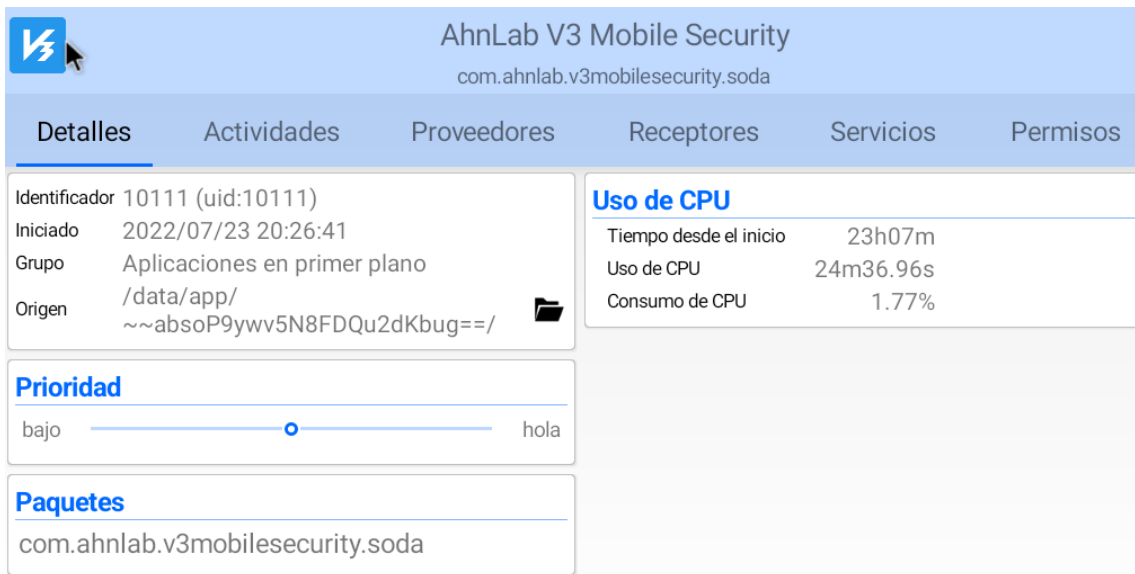 V3
AhnLab V3 Mobile Security
com.ahnlab.v3mobilesecurity.soda
Detalles Actividades Proveedores Receptores Servicios Permisos
Identificador 10111 (uid:10111)
Iniciado 2022/07/23 20:26:41
Grupo Aplicaciones en primer plano
Origen /data/app/
~~absoP9ywv5N8FDQu2dKbug==/
Prioridad
bajo hola
Paquetes
com.ahnlab.v3mobilesecurity.soda
Uso de CPU
Tiempo desde el inicio 23h07m
Uso de CPU 24m36.96s
Consumo de CPU 1.77%